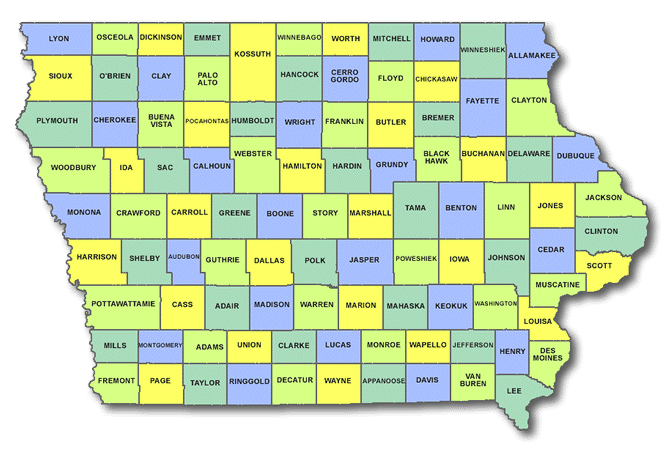 LYON
OSCEOLA
DICKINSON
EMMET
KOSSUTH
WINNEBAGO
WORTH
MITCHELL
HOWARD
WINNESHIEK
ALLAMAKEE
SIOUX
O'BRIEN
CLAY
PALO
ALTO
HANCOCK
CERRO
GORDO
FLOYD
CHICKASAW
PLYMOUTH
CHEROKEE
BUENA
VISTA
POCAHONTAS
HUMBOLDT
WRIGHT
FRANKLIN
BUTLER
BREMER
FAYETTE
CLAYTON
WOODBURY
IDA
SAC
CALHOUN
WEBSTER
HAMILTON
HARDIN
GRUNDY
BLACK
HAWK
BUCHANAN
DELAWARE
DUBUQUE
MONONA
CRAWFORD
CARROLL
GREENE
BOONE
STORY
MARSHALL
TAMA
BENTON
LINN
JONES
JACKSON
CLINTON
HARRISON
SHELBY
AUDUBON
GUTHRIE
DALLAS
POLK
JASPER
POWESHIEK
IOWA
JOHNSON
CEDAR
SCOTT
MUSCATINE
POTTAWATTAMIE
CASS
ADAIR
MADISON
WARREN
MARION
MAHASKA
KEOKUK
WASHINGTON
LOUISA
MILLS
MONTGOMERY
ADAMS
UNION
CLARKE
LUCAS
MONROE
WAPELLO
JEFFERSON
HENRY
DES
MOINES
FREMONT
PAGE
TAYLOR
RINGGOLD
DECATUR
WAYNE
APPANOOSE
DAVIS
VAN
BUREN
LEE